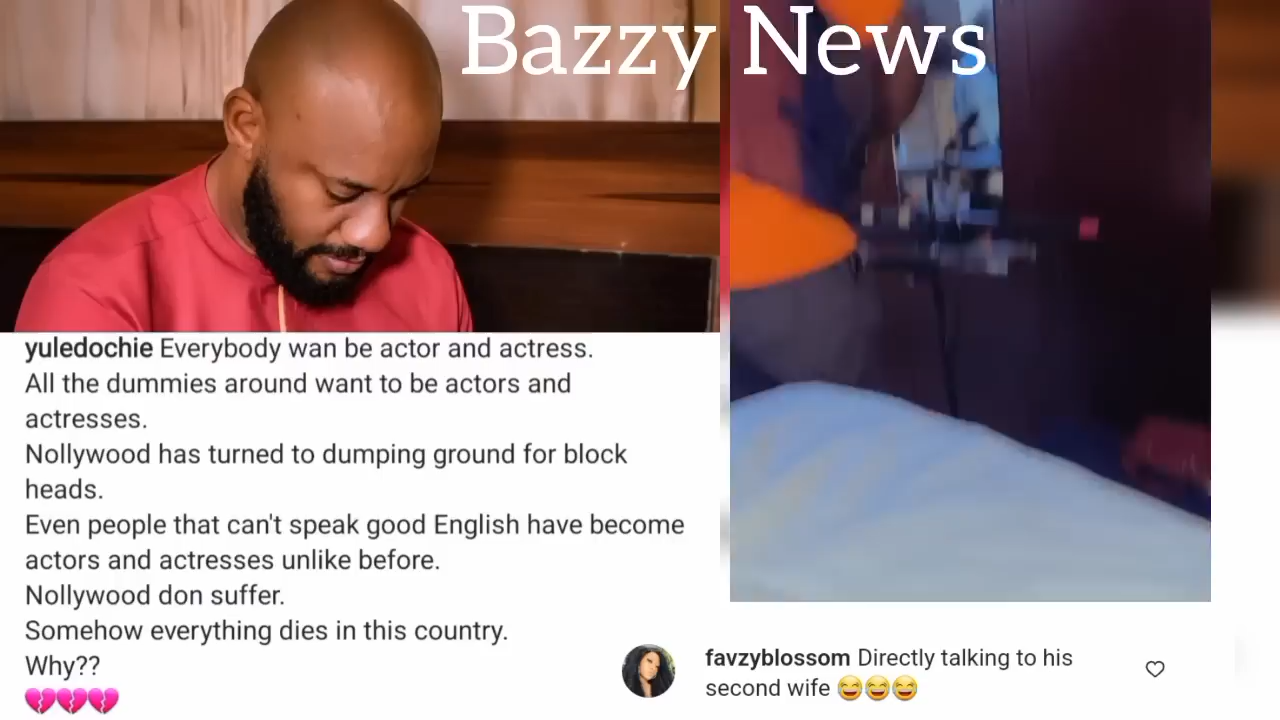 Bazzy News
yuledochie Everybody wan be actor and actress.
All the dummies around want to be actors and
actresses.
Nollywood has turned to dumping ground for block
heads.
Even people that can't speak good English have become
actors and actresses unlike before.
Nollywood don suffer.
Somehow everything dies in this country.
Why??
💔💔💔
favzyblossom Directly talking to his
second wife 😂😂😂